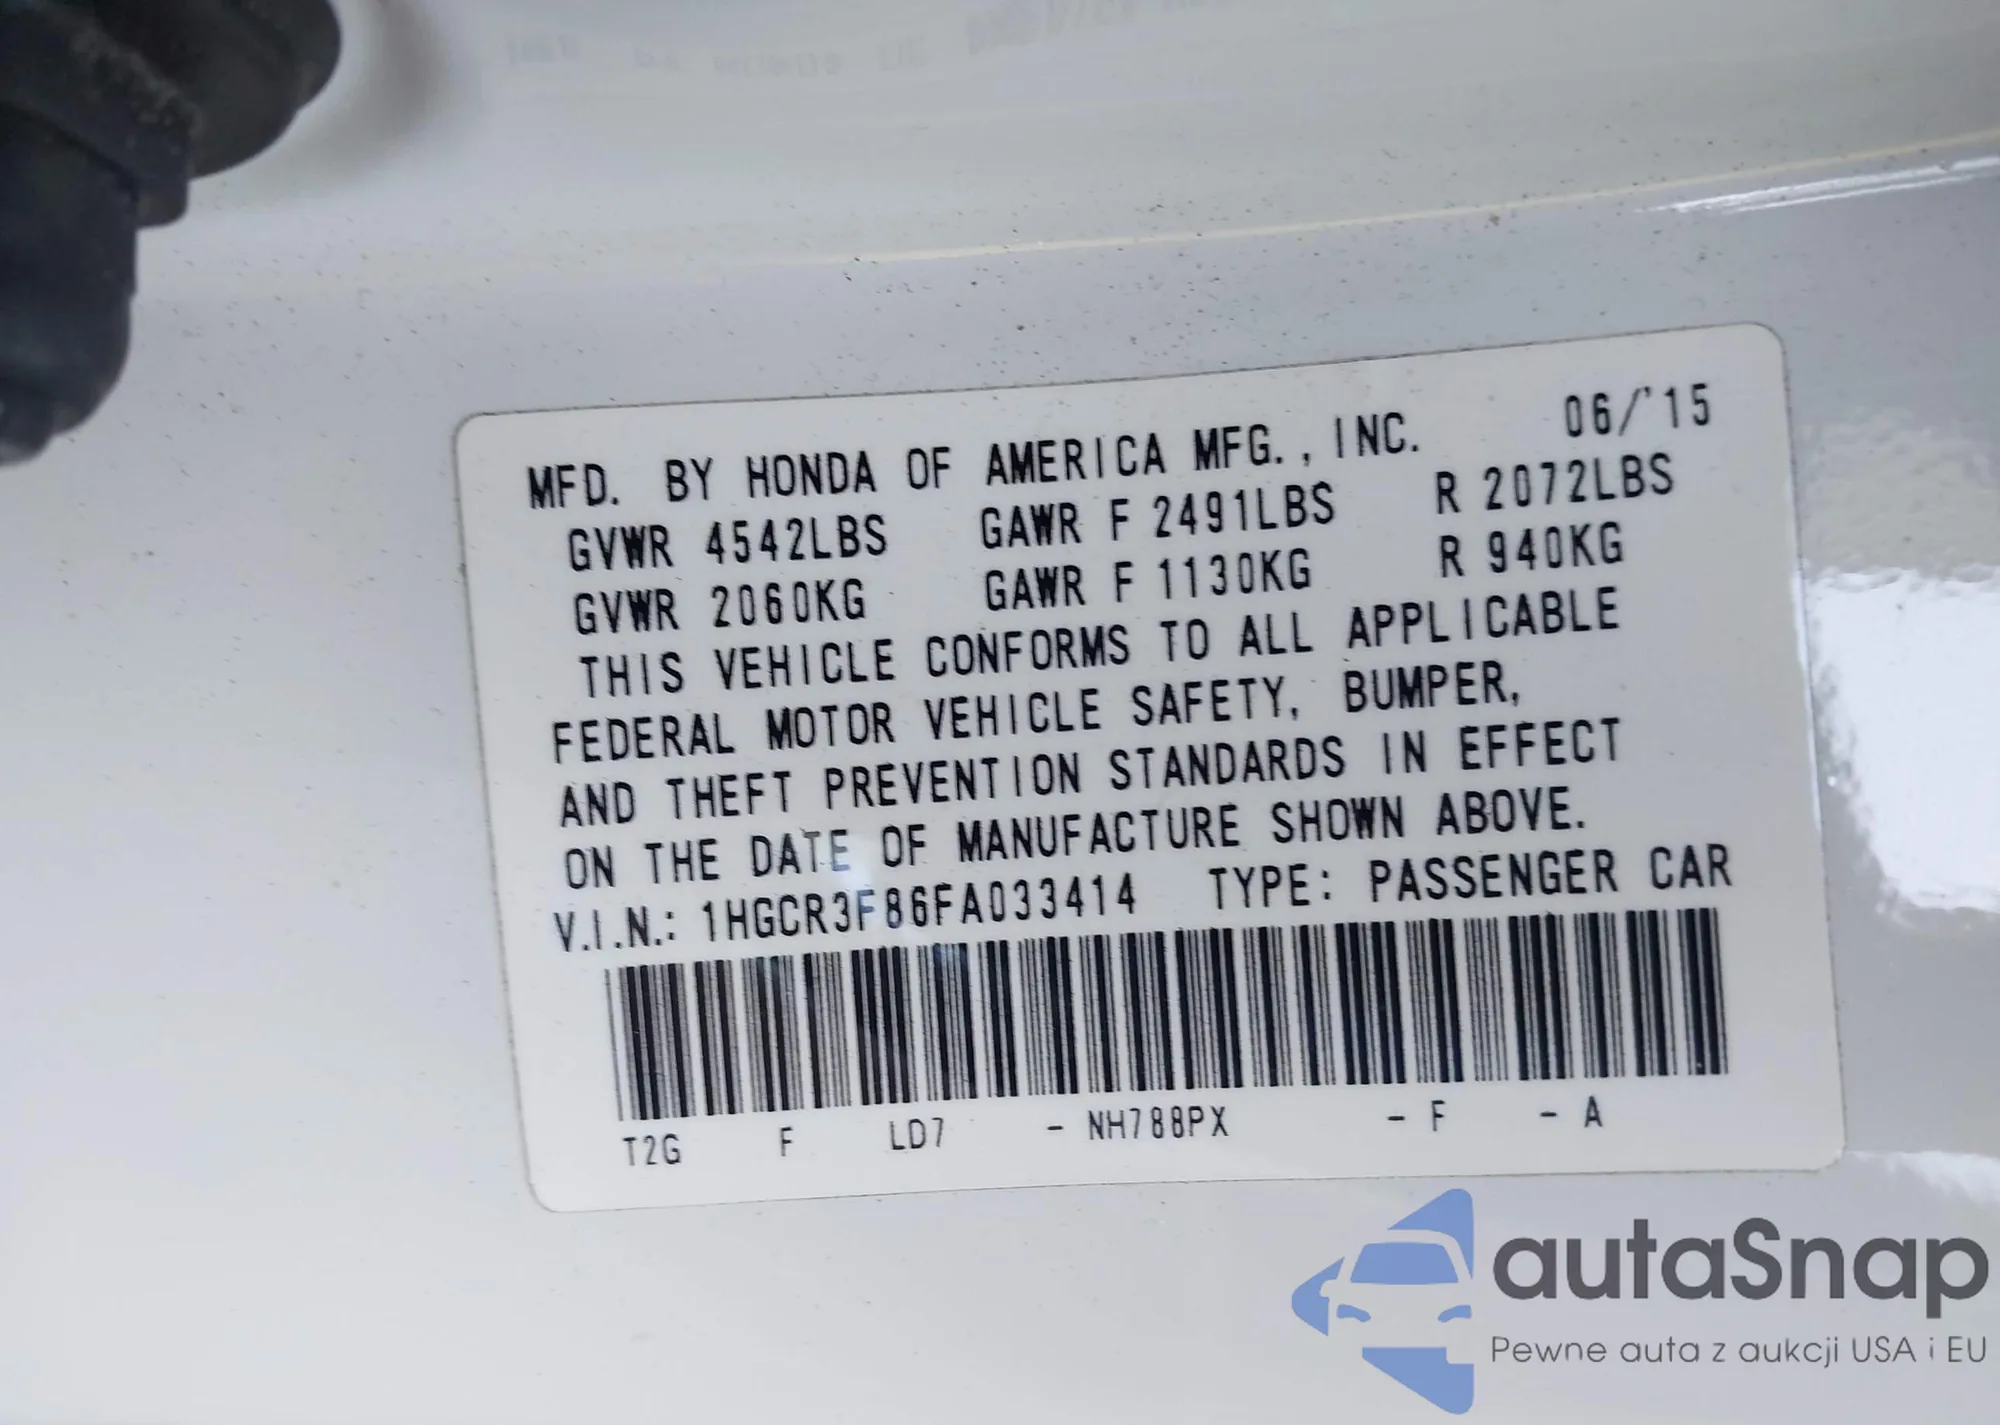 MFD. BY HONDA OF AMERICA MFG., INC. 06/'15
GVWR 4542LBS GAWR F 2491LBS R 2072LBS
GVWR 2060KG GAWR F 1130KG R 940KG
THIS VEHICLE CONFORMS TO ALL APPLICABLE
FEDERAL MOTOR VEHICLE SAFETY, BUMPER,
AND THEFT PREVENTION STANDARDS IN EFFECT
ON THE DATE OF MANUFACTURE SHOWN ABOVE.
V.I.N.: 1HGCR3F86FA033414 TYPE: PASSENGER CAR
T2G F LD7 - NH788PX - F - A
autaSnap
Pewne auta z aukcji USA i EU